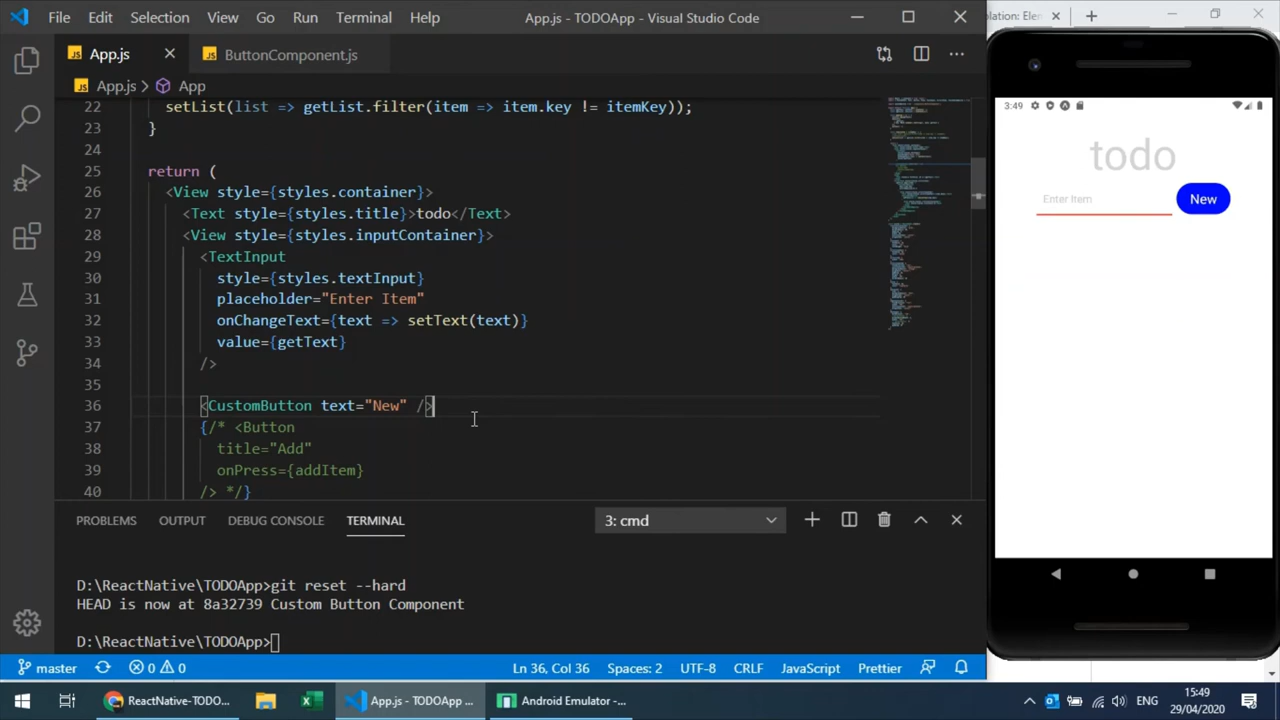 File Edit Selection View Go Run Terminal Help
App.js - TODOApp - Visual Studio Code
App.js
ButtonComponent.js
App.js > App
22 setList(list => getList.filter(item => item.key != itemKey));
23 }
24
25 return (
26 <View style={styles.container}>
27 <Text style={styles.title}>todo</Text>
28 <View style={styles.inputContainer}>
29 <TextInput
30 style={styles.textInput}
31 placeholder="Enter Item"
32 onChangeText={text => setText(text)}
33 value={getText}
34 />
35
36 <CustomButton text="New" />
37 {/* <Button
38 title="Add"
39 onPress={addItem}
40 /> */}
PROBLEMS OUTPUT DEBUG CONSOLE TERMINAL
3: cmd
D:\ReactNative\TODOApp>git reset --hard
HEAD is now at 8a32739 Custom Button Component
D:\ReactNative\TODOApp>
master 0 0 Ln 36, Col 36 Spaces: 2 UTF-8 CRLF JavaScript Prettier
3:49
todo
Enter Item
New
ReactNative-TODO...
App.js - TODOApp ...
Android Emulator -...
ENG
15:49
29/04/2020